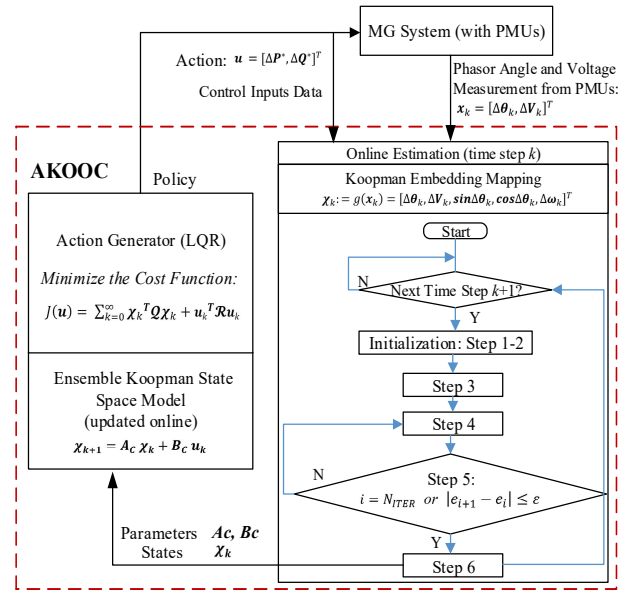 MG System (with PMUs)
Action: u = [ΔP*, ΔQ*]^T
Control Inputs Data
Phasor Angle and Voltage
Measurement from PMUs:
x_k = [Δθ_k, ΔV_k]^T
AKOOC
Policy
Action Generator (LQR)
Minimize the Cost Function:
J(u) = ∑_{k=0}^{∞} χ_k^T Q χ_k + u_k^T ℛ u_k
Ensemble Koopman State
Space Model
(updated online)
χ_{k+1} = A_C χ_k + B_C u_k
Parameters Ac, Bc
States χ_k
Online Estimation (time step k)
Koopman Embedding Mapping
χ_k := g(x_k) = [Δθ_k, ΔV_k, sinΔθ_k, cosΔθ_k, Δω_k]^T
Start
N
Next Time Step k+1?
Y
Initialization: Step 1-2
Step 3
Step 4
N
Step 5:
i = N_{ITER} or |e_{i+1} − e_i| ≤ ε
Y
Step 6